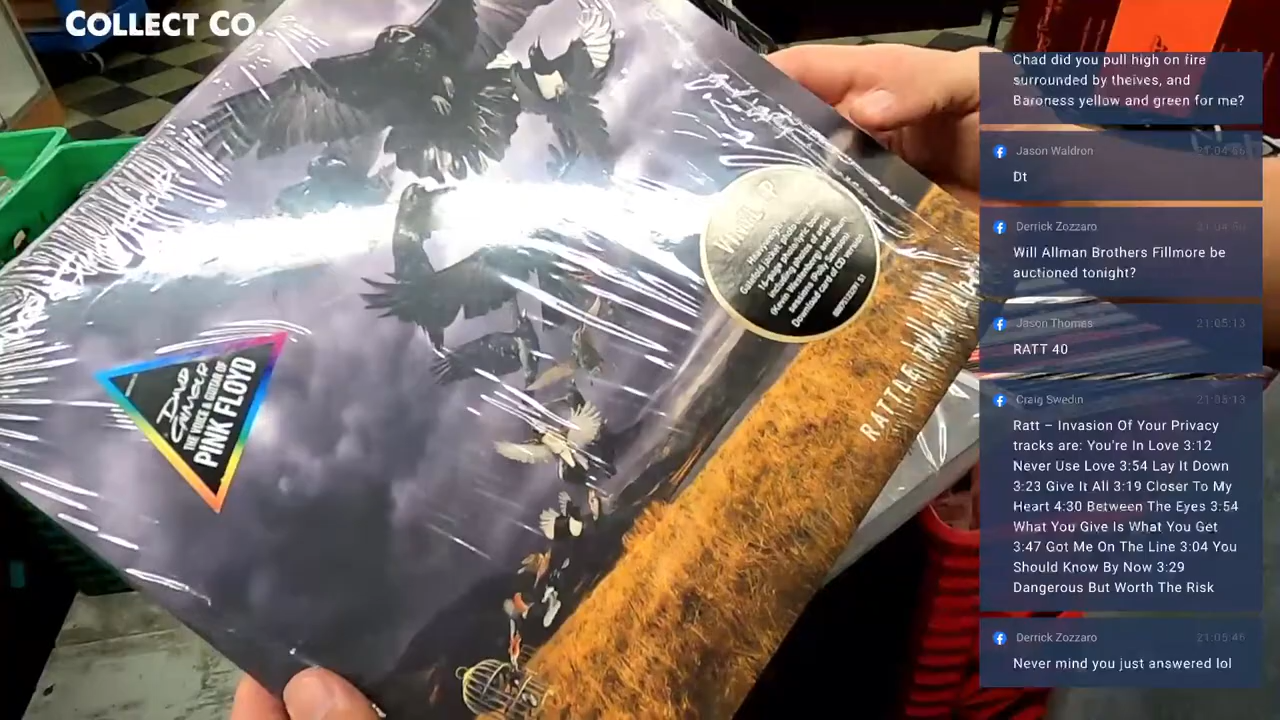 COLLECT CO.
Chad did you pull high on fire
surrounded by theives, and
Baroness yellow and green for me?
Jason Waldron
Dt
Derrick Zozzaro
Will Allman Brothers Fillmore be
auctioned tonight?
Jason Thomas 21:05:13
RATT 40
Craig Swedin 21:05:13
Ratt – Invasion Of Your Privacy
tracks are: You're In Love 3:12
Never Use Love 3:54 Lay It Down
3:23 Give It All 3:19 Closer To My
Heart 4:30 Between The Eyes 3:54
What You Give Is What You Get
3:47 Got Me On The Line 3:04 You
Should Know By Now 3:29
Dangerous But Worth The Risk
Derrick Zozzaro 21:05:46
Never mind you just answered lol
DAVID
GILMOUR
THE VOICE & GUITAR OF
PINK FLOYD
Heavyweight
Download card of CD audio
RATTLE THAT LOCK